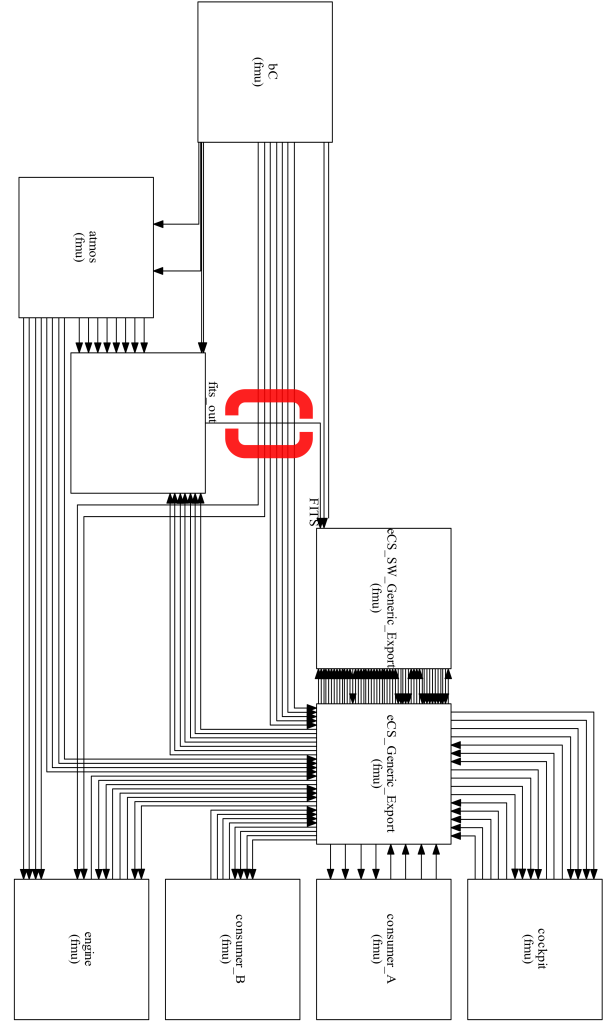 bC
(fmu)
atmos
(fmu)
fits_out
FITS
eCS_SW_Generic_Export
(fmu)
eCS_Generic_Export
(fmu)
engine
(fmu)
consumer_B
(fmu)
consumer_A
(fmu)
cockpit
(fmu)